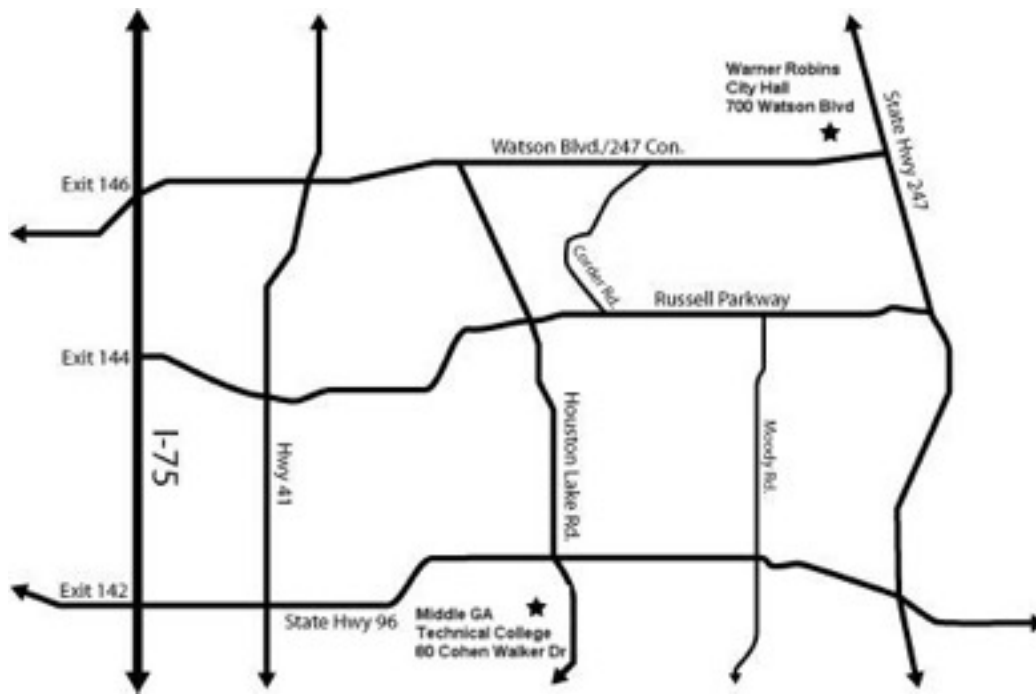 Warner Robins
City Hall
700 Watson Blvd
State Hwy 247
Watson Blvd./247 Con.
Exit 146
Corder Rd.
Russell Parkway
Exit 144
I-75
Hwy 41
Houston Lake Rd.
Moody Rd.
Exit 142
State Hwy 96
Middle GA
Technical College
80 Cohen Walker Dr